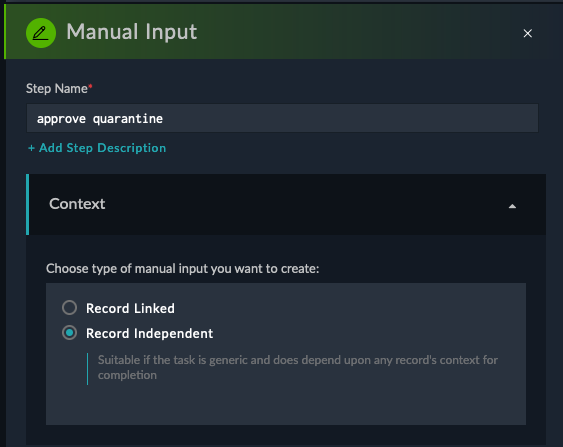 Manual Input
Step Name*
approve quarantine
+ Add Step Description
Context
Choose type of manual input you want to create:
Record Linked
Record Independent
Suitable if the task is generic and does depend upon any record's context for
completion